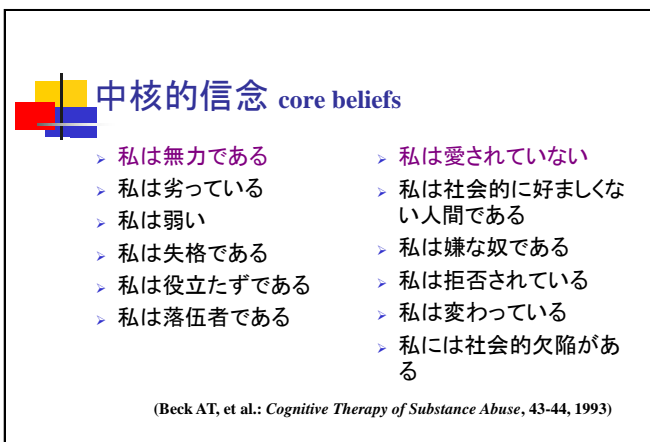 中核的信念 core beliefs
➢ 私は無力である
➢ 私は劣っている
➢ 私は弱い
➢ 私は失格である
➢ 私は役立たずである
➢ 私は落伍者である
➢ 私は愛されていない
➢ 私は社会的に好ましくな
い人間である
➢ 私は嫌な奴である
➢ 私は拒否されている
➢ 私は変わっている
➢ 私には社会的欠陥があ
る
(Beck AT, et al.: Cognitive Therapy of Substance Abuse, 43-44, 1993)